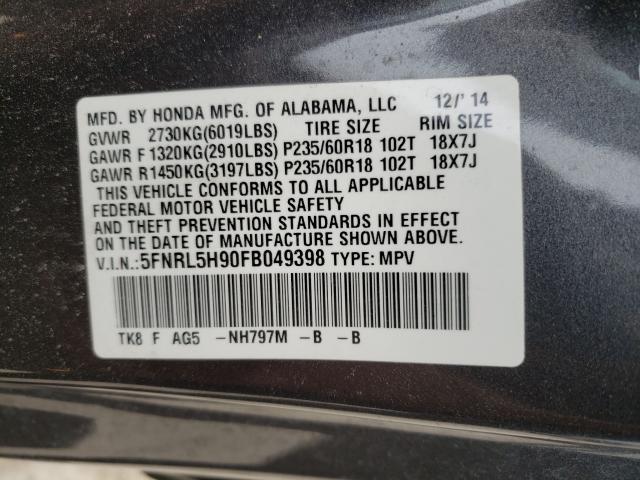 MFD. BY HONDA MFG. OF ALABAMA, LLC 12/'14
GVWR 2730KG(6019LBS) TIRE SIZE RIM SIZE
GAWR F 1320KG(2910LBS) P235/60R18 102T 18X7J
GAWR R1450KG(3197LBS) P235/60R18 102T 18X7J
THIS VEHICLE CONFORMS TO ALL APPLICABLE
FEDERAL MOTOR VEHICLE SAFETY
AND THEFT PREVENTION STANDARDS IN EFFECT
ON THE DATE OF MANUFACTURE SHOWN ABOVE.
V.I.N.:5FNRL5H90FB049398 TYPE: MPV
TK8 F AG5 -NH797M -B -B